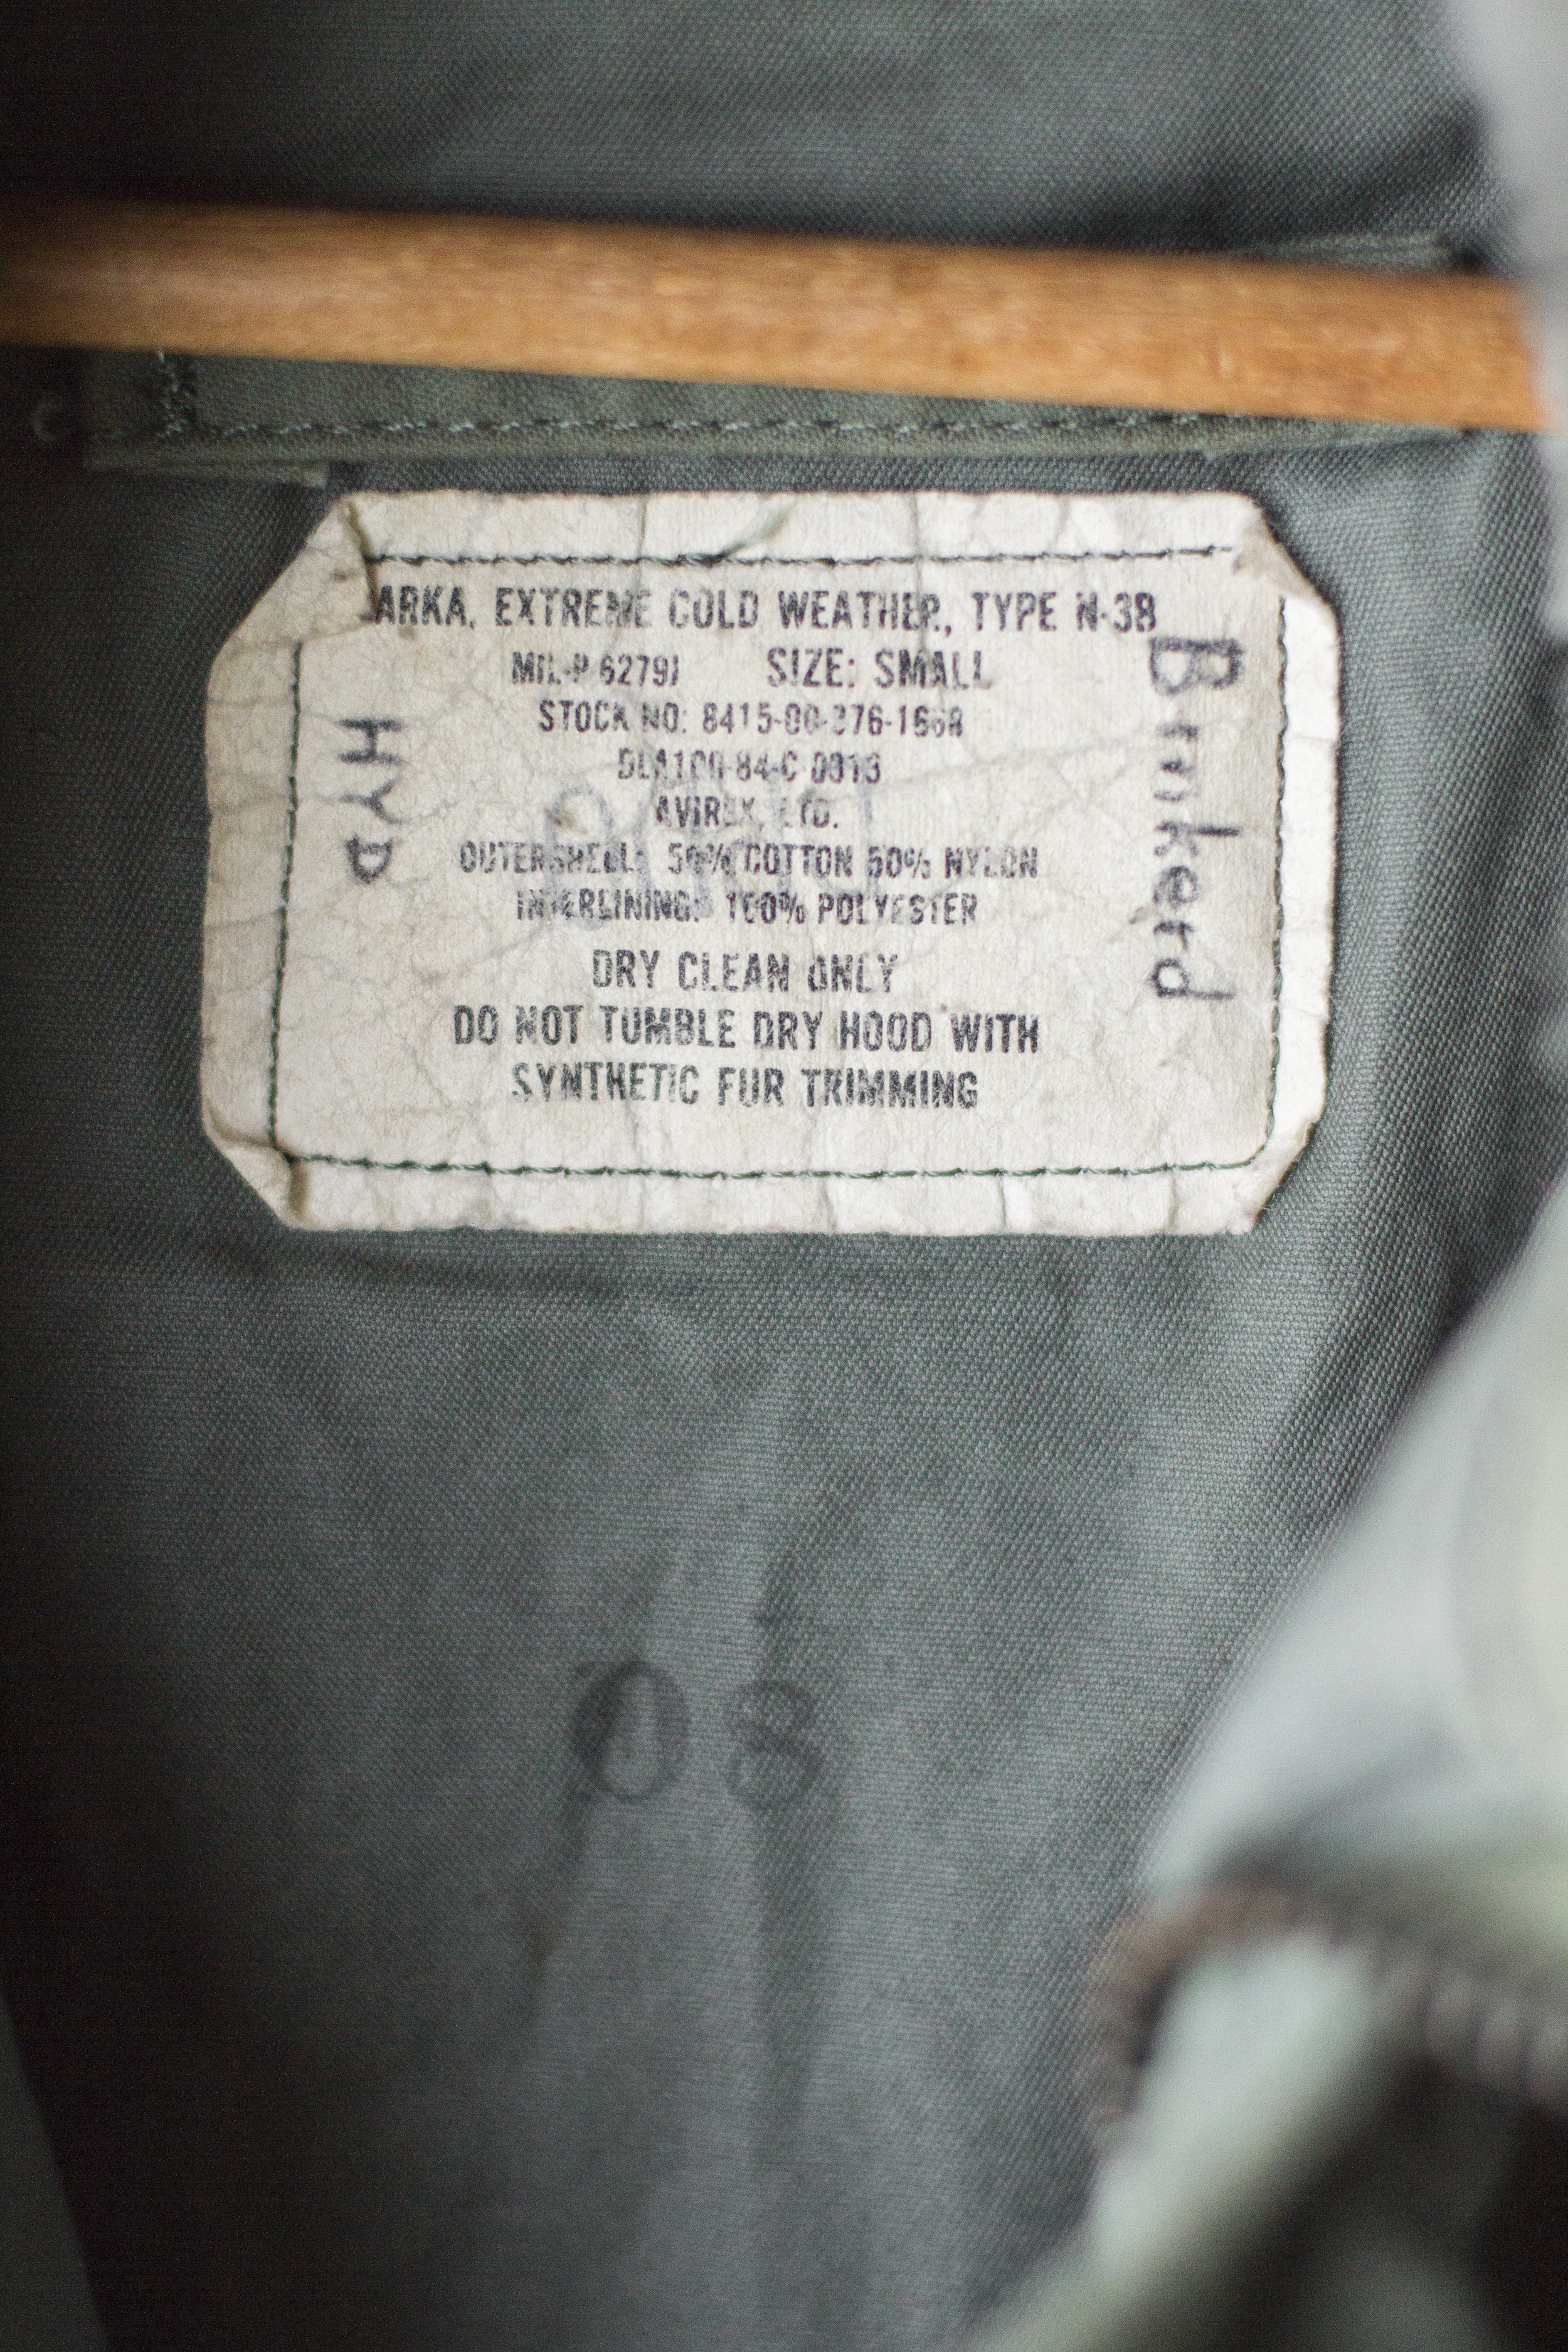 ARKA, EXTREME COLD WEATHER, TYPE N-3B
MIL-P-6279J SIZE: SMALL
STOCK NO: 8415-00-376-1668
DLA100-84-C-0013
AVIREX, LTD.
OUTERSHELL: 50% COTTON 50% NYLON
INTERLINING: 100% POLYESTER
DRY CLEAN ONLY
DO NOT TUMBLE DRY HOOD WITH
SYNTHETIC FUR TRIMMING
HYD
Brinkerd
08